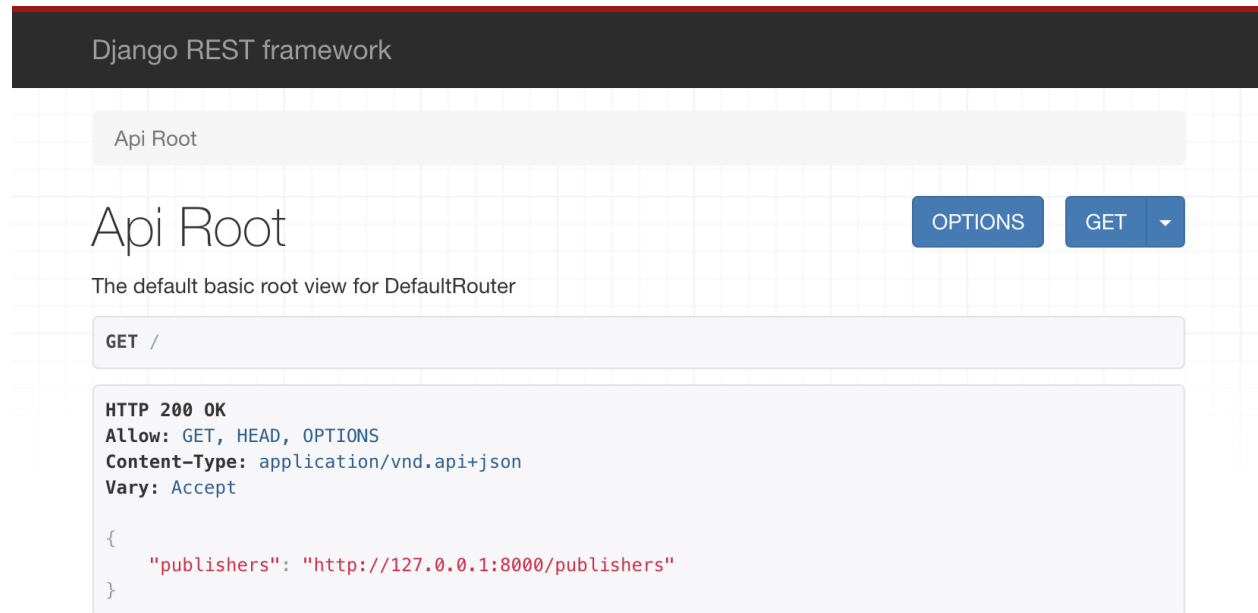 Django REST framework
Api Root
Api Root
OPTIONS
GET
The default basic root view for DefaultRouter
GET /
HTTP 200 OK
Allow: GET, HEAD, OPTIONS
Content-Type: application/vnd.api+json
Vary: Accept
{
    "publishers": "http://127.0.0.1:8000/publishers"
}